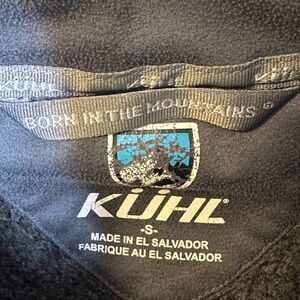 BORN IN THE MOUNTAINS®
KÜHL®
-S-
MADE IN EL SALVADOR
FABRIQUE AU EL SALVADOR